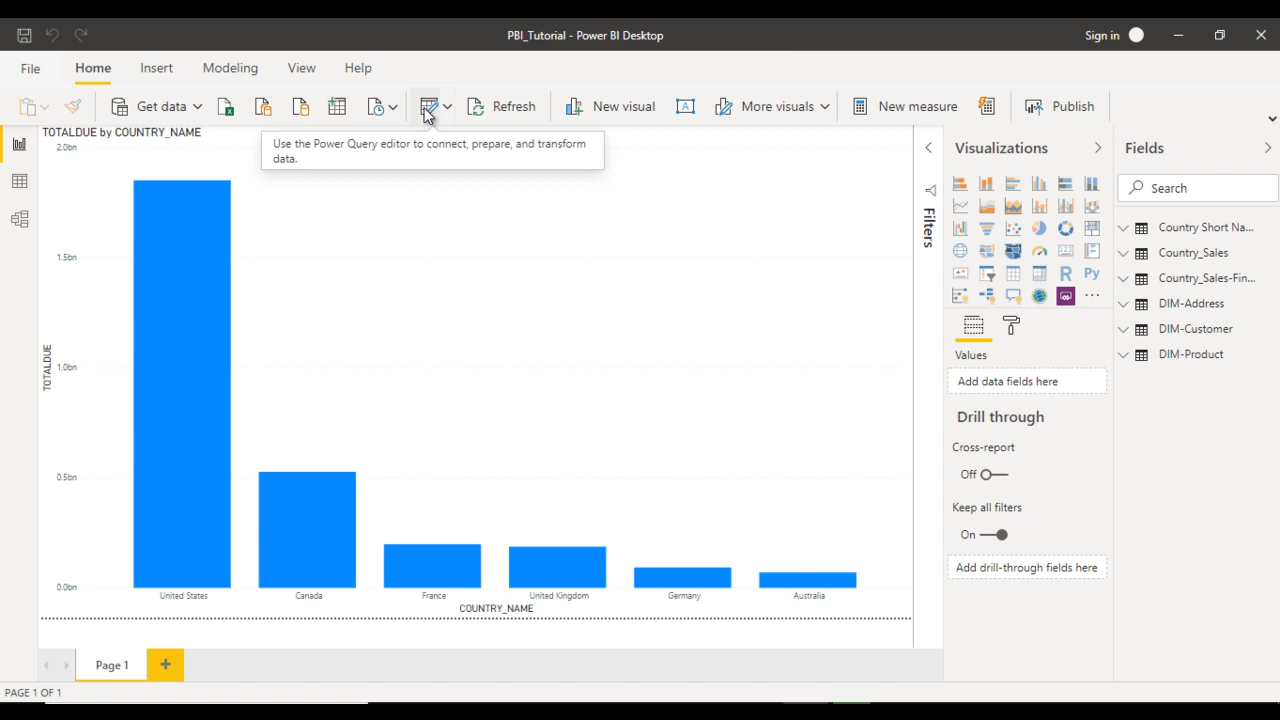 PBI_Tutorial - Power BI Desktop
Sign in
File
Home
Insert
Modeling
View
Help
Get data
Refresh
New visual
More visuals
New measure
Publish
TOTALDUE by COUNTRY_NAME
Use the Power Query editor to connect, prepare, and transform
data.
2.0bn
1.5bn
1.0bn
0.5bn
0.0bn
TOTALDUE
United States
Canada
France
United Kingdom
Germany
Australia
COUNTRY_NAME
Filters
Visualizations
R
Py
Values
Add data fields here
Drill through
Cross-report
Off
Keep all filters
On
Add drill-through fields here
Fields
Search
Country Short Na...
Country_Sales
Country_Sales-Fin...
DIM-Address
DIM-Customer
DIM-Product
Page 1
PAGE 1 OF 1